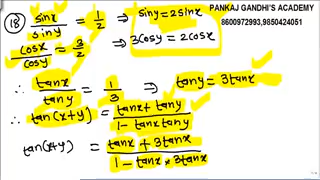 PANKAJ GANDHI'S ACADEMY
8600972993,9850424051
(18) sinx/siny = 1/2 ⇒ siny = 2sinx
cosx/cosy = 3/2 ⇒ 3cosy = 2cosx
∴ tanx/tany = 1/3 ⇒ tany = 3tanx
∴ tan(x+y) = tanx + tany / 1 - tanx tany
tan(x+y) = tanx + 3tanx / 1 - tanx × 3tanx